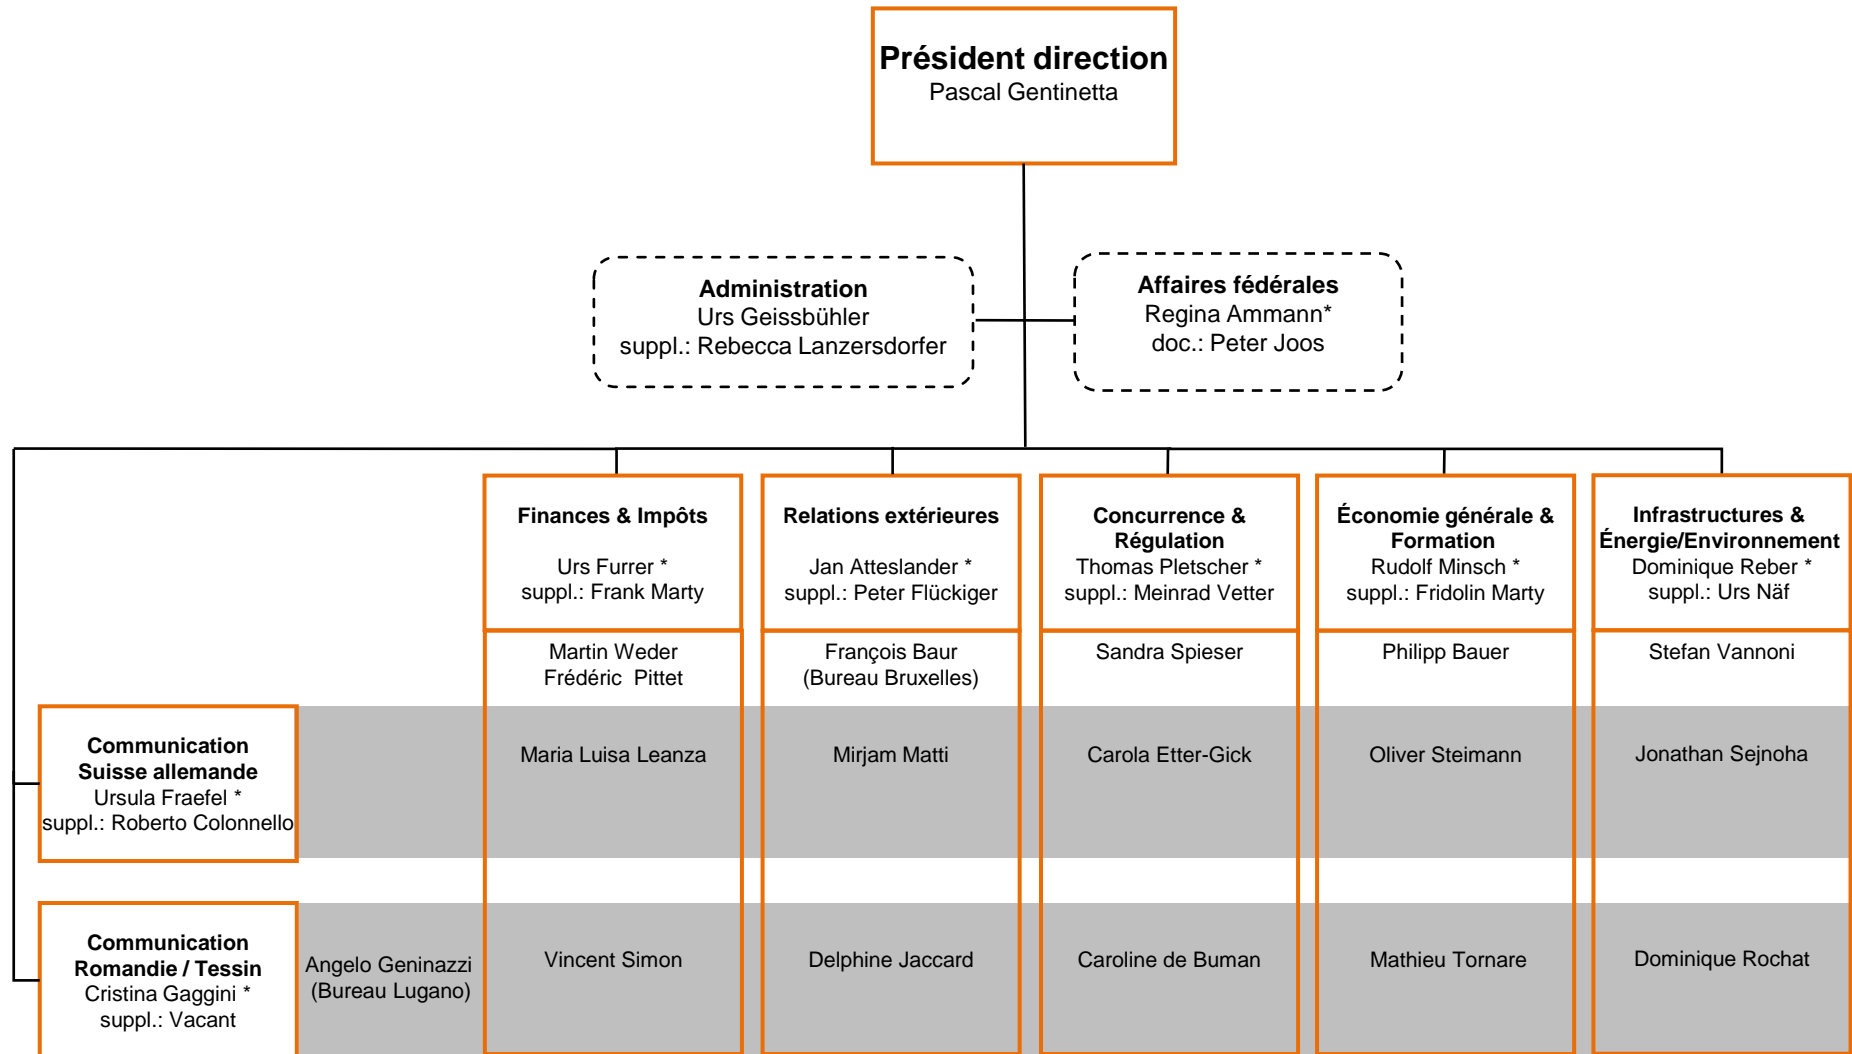 Président direction
Pascal Gentinetta
Administration
Urs Geissbühler
suppl.: Rebecca Lanzersdorfer
Affaires fédérales
Regina Ammann*
doc.: Peter Joos
Finances & Impôts
Urs Furrer *
suppl.: Frank Marty
Relations extérieures
Jan Atteslander *
suppl.: Peter Flückiger
Concurrence &
Régulation
Thomas Pletscher *
suppl.: Meinrad Vetter
Économie générale &
Formation
Rudolf Minsch *
suppl.: Fridolin Marty
Infrastructures &
Énergie/Environnement
Dominique Reber *
suppl.: Urs Näf
Martin Weder
Frédéric Pittet
François Baur
(Bureau Bruxelles)
Sandra Spieser
Philipp Bauer
Stefan Vannoni
Communication
Suisse allemande
Ursula Fraefel *
suppl.: Roberto Colonnello
Maria Luisa Leanza
Mirjam Matti
Carola Etter-Gick
Oliver Steimann
Jonathan Sejnoha
Communication
Romandie / Tessin
Cristina Gaggini *
suppl.: Vacant
Angelo Geninazzi
(Bureau Lugano)
Vincent Simon
Delphine Jaccard
Caroline de Buman
Mathieu Tornare
Dominique Rochat